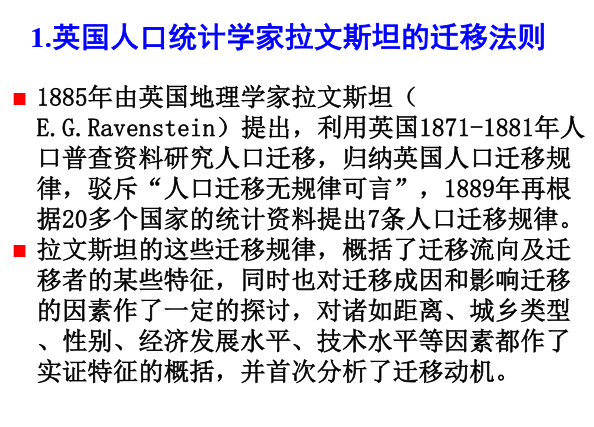 1.英国人口统计学家拉文斯坦的迁移法则
1885年由英国地理学家拉文斯坦（
E.G.Ravenstein）提出，利用英国1871-1881年人
口普查资料研究人口迁移，归纳英国人口迁移规
律，驳斥“人口迁移无规律可言”，1889年再根
据20多个国家的统计资料提出7条人口迁移规律。
拉文斯坦的这些迁移规律，概括了迁移流向及迁
移者的某些特征，同时也对迁移成因和影响迁移
的因素作了一定的探讨，对诸如距离、城乡类型
、性别、经济发展水平、技术水平等因素都作了
实证特征的概括，并首次分析了迁移动机。